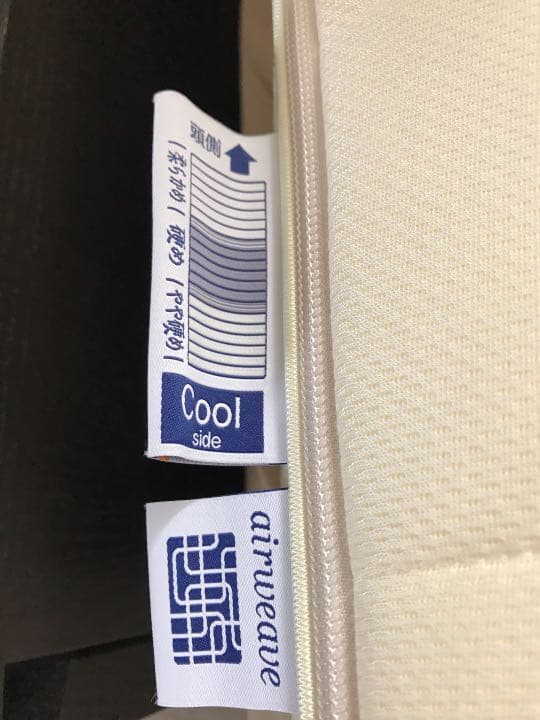 頭側
柔らかめ
硬め
やや硬め
Cool
side
airweave